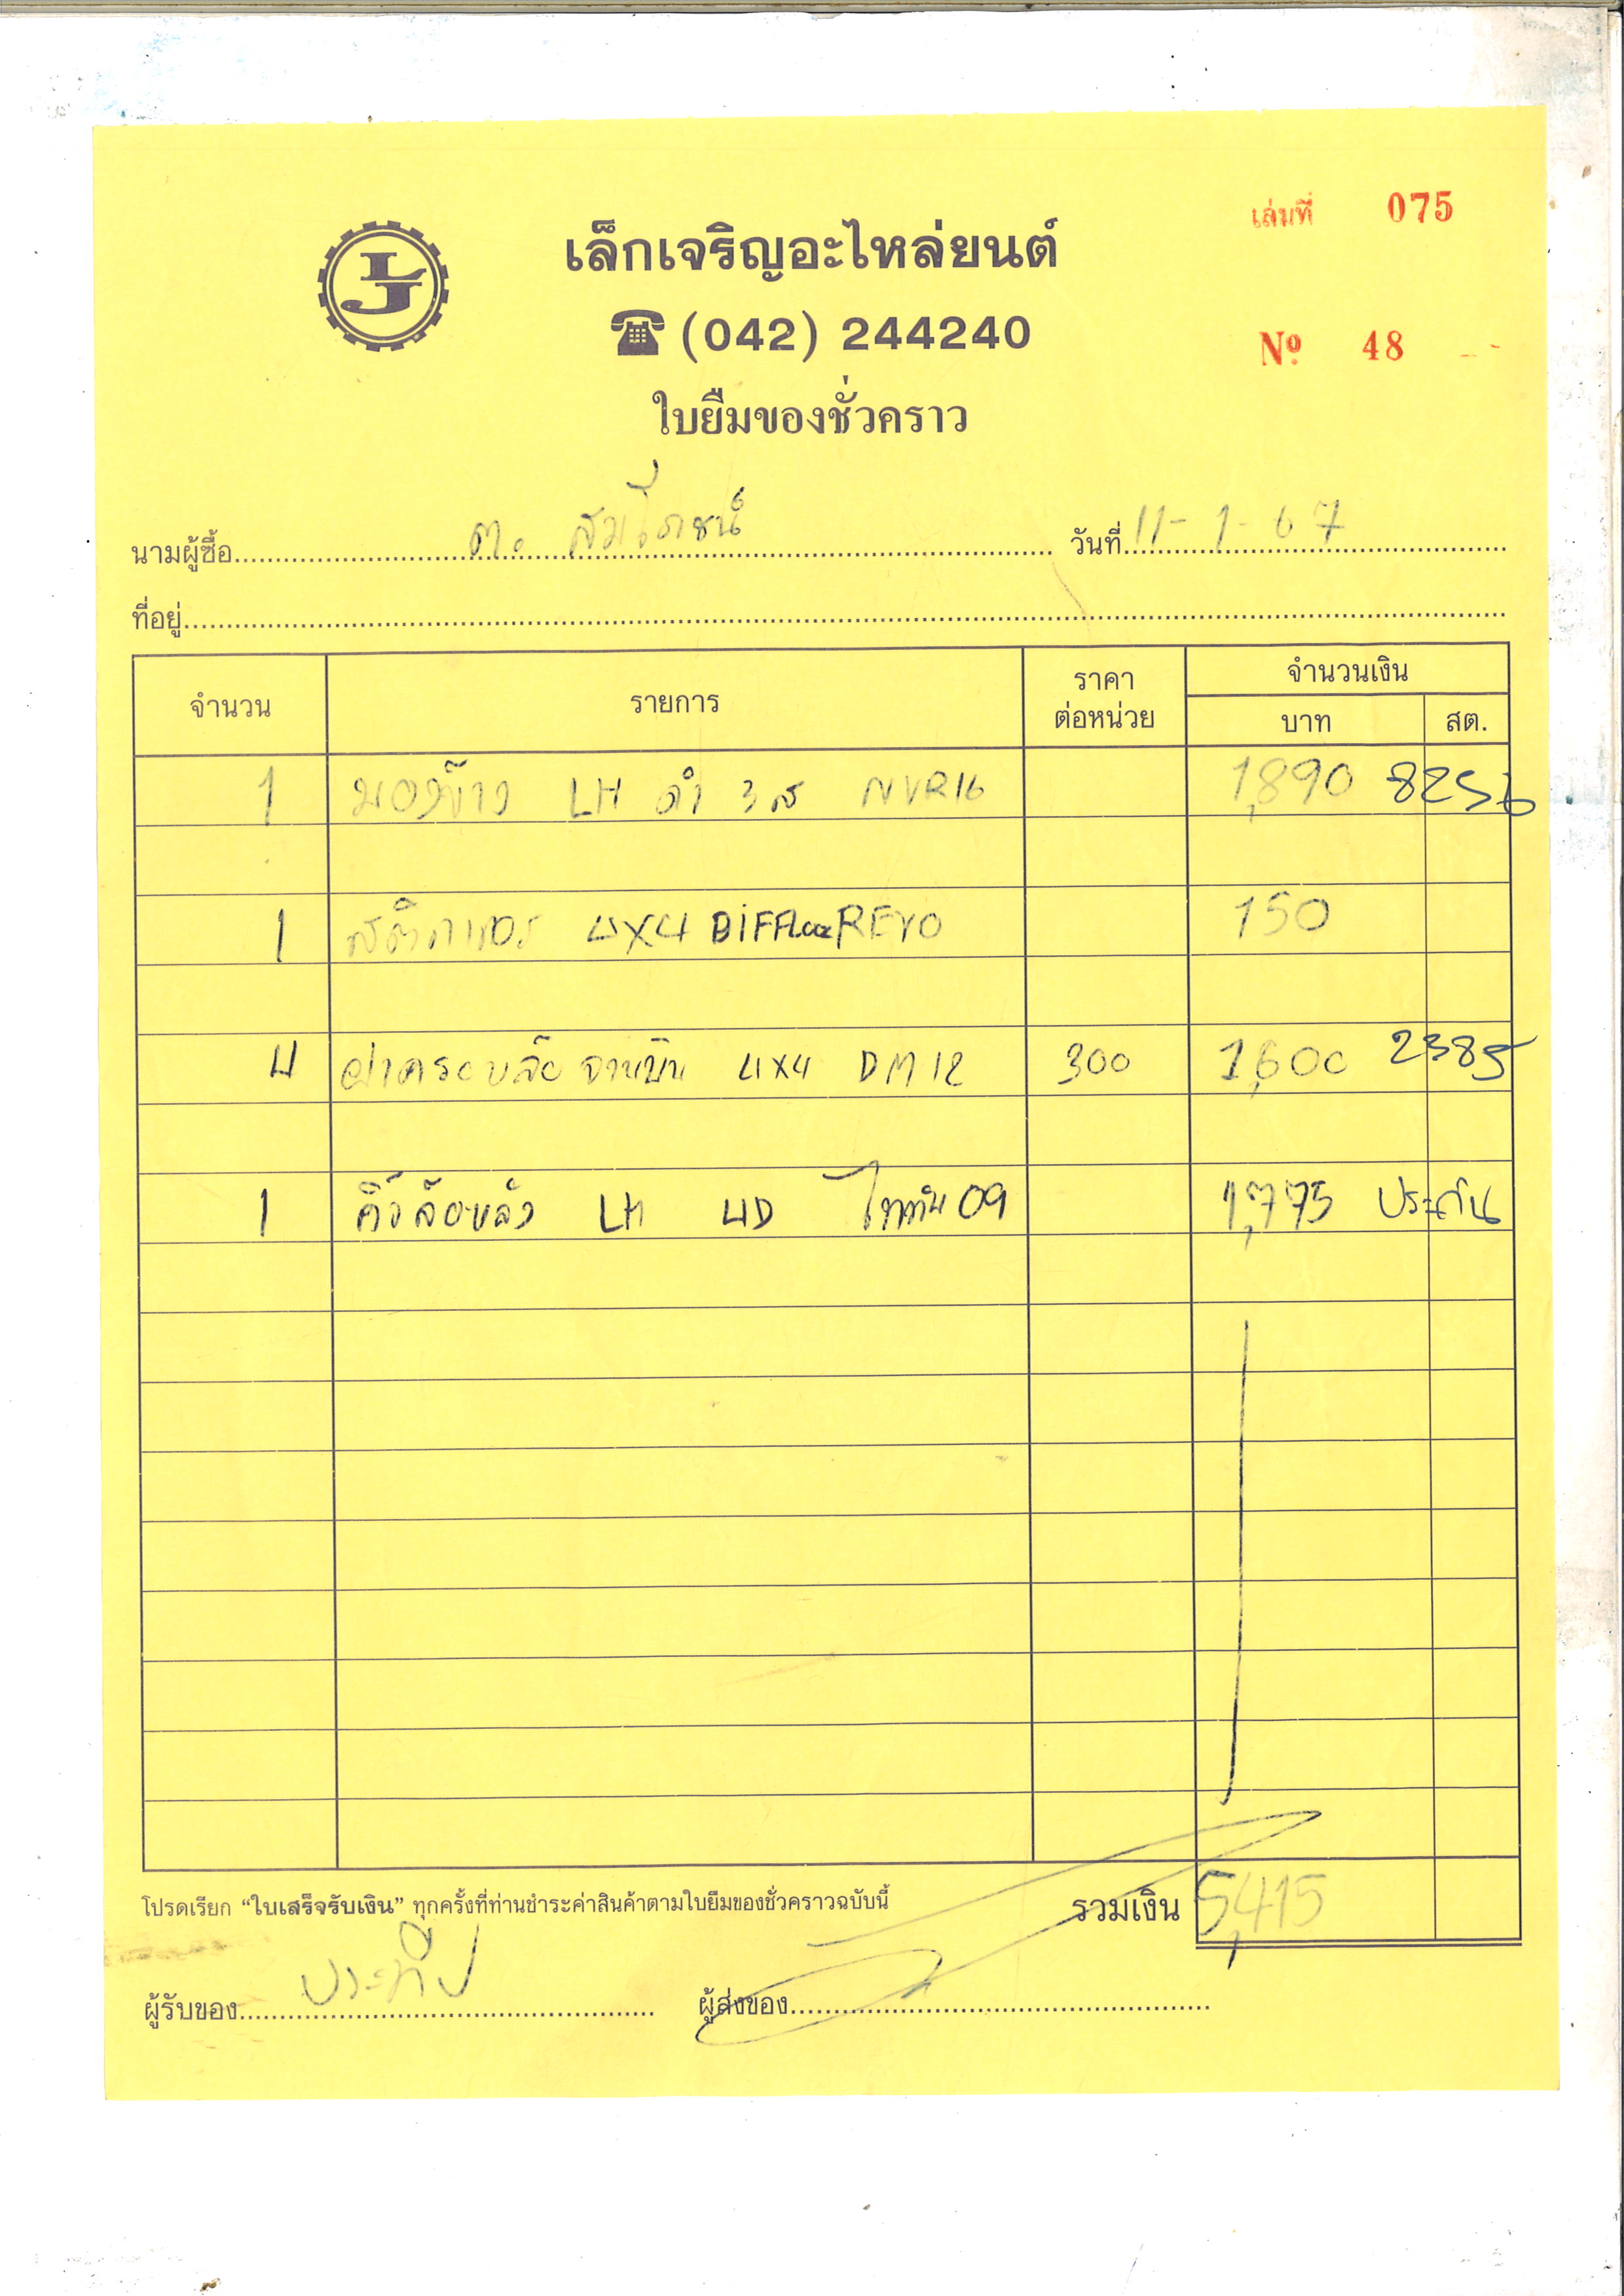 เล่มที่ 075
LJ
เล็กเจริญอะไหล่ยนต์
☎ (042) 244240
Nº 48
ใบยืมของชั่วคราว
นามผู้ซื้อ ต. สมโภชน์ วันที่ 11-1-67
ที่อยู่
จำนวน รายการ ราคาต่อหน่วย จำนวนเงิน
บาท สต.
1 มองข้าง LH ดำ 3 ส NVR16 1,890 8256
1 สติกเกอร์ 4X4 REVO 150
4 ฝาครอบล้อ จานบิน 4X4 DM12 300 1,600 2385
1 คิ้วล้อหลัง LH 4D ไททัน 09 1,775 ประกัน
โปรดเรียก “ใบเสร็จรับเงิน” ทุกครั้งที่ท่านชำระค่าสินค้าตามใบยืมของชั่วคราวฉบับนี้ รวมเงิน 5,415
ผู้รับของ ประทีป ผู้ส่งของ